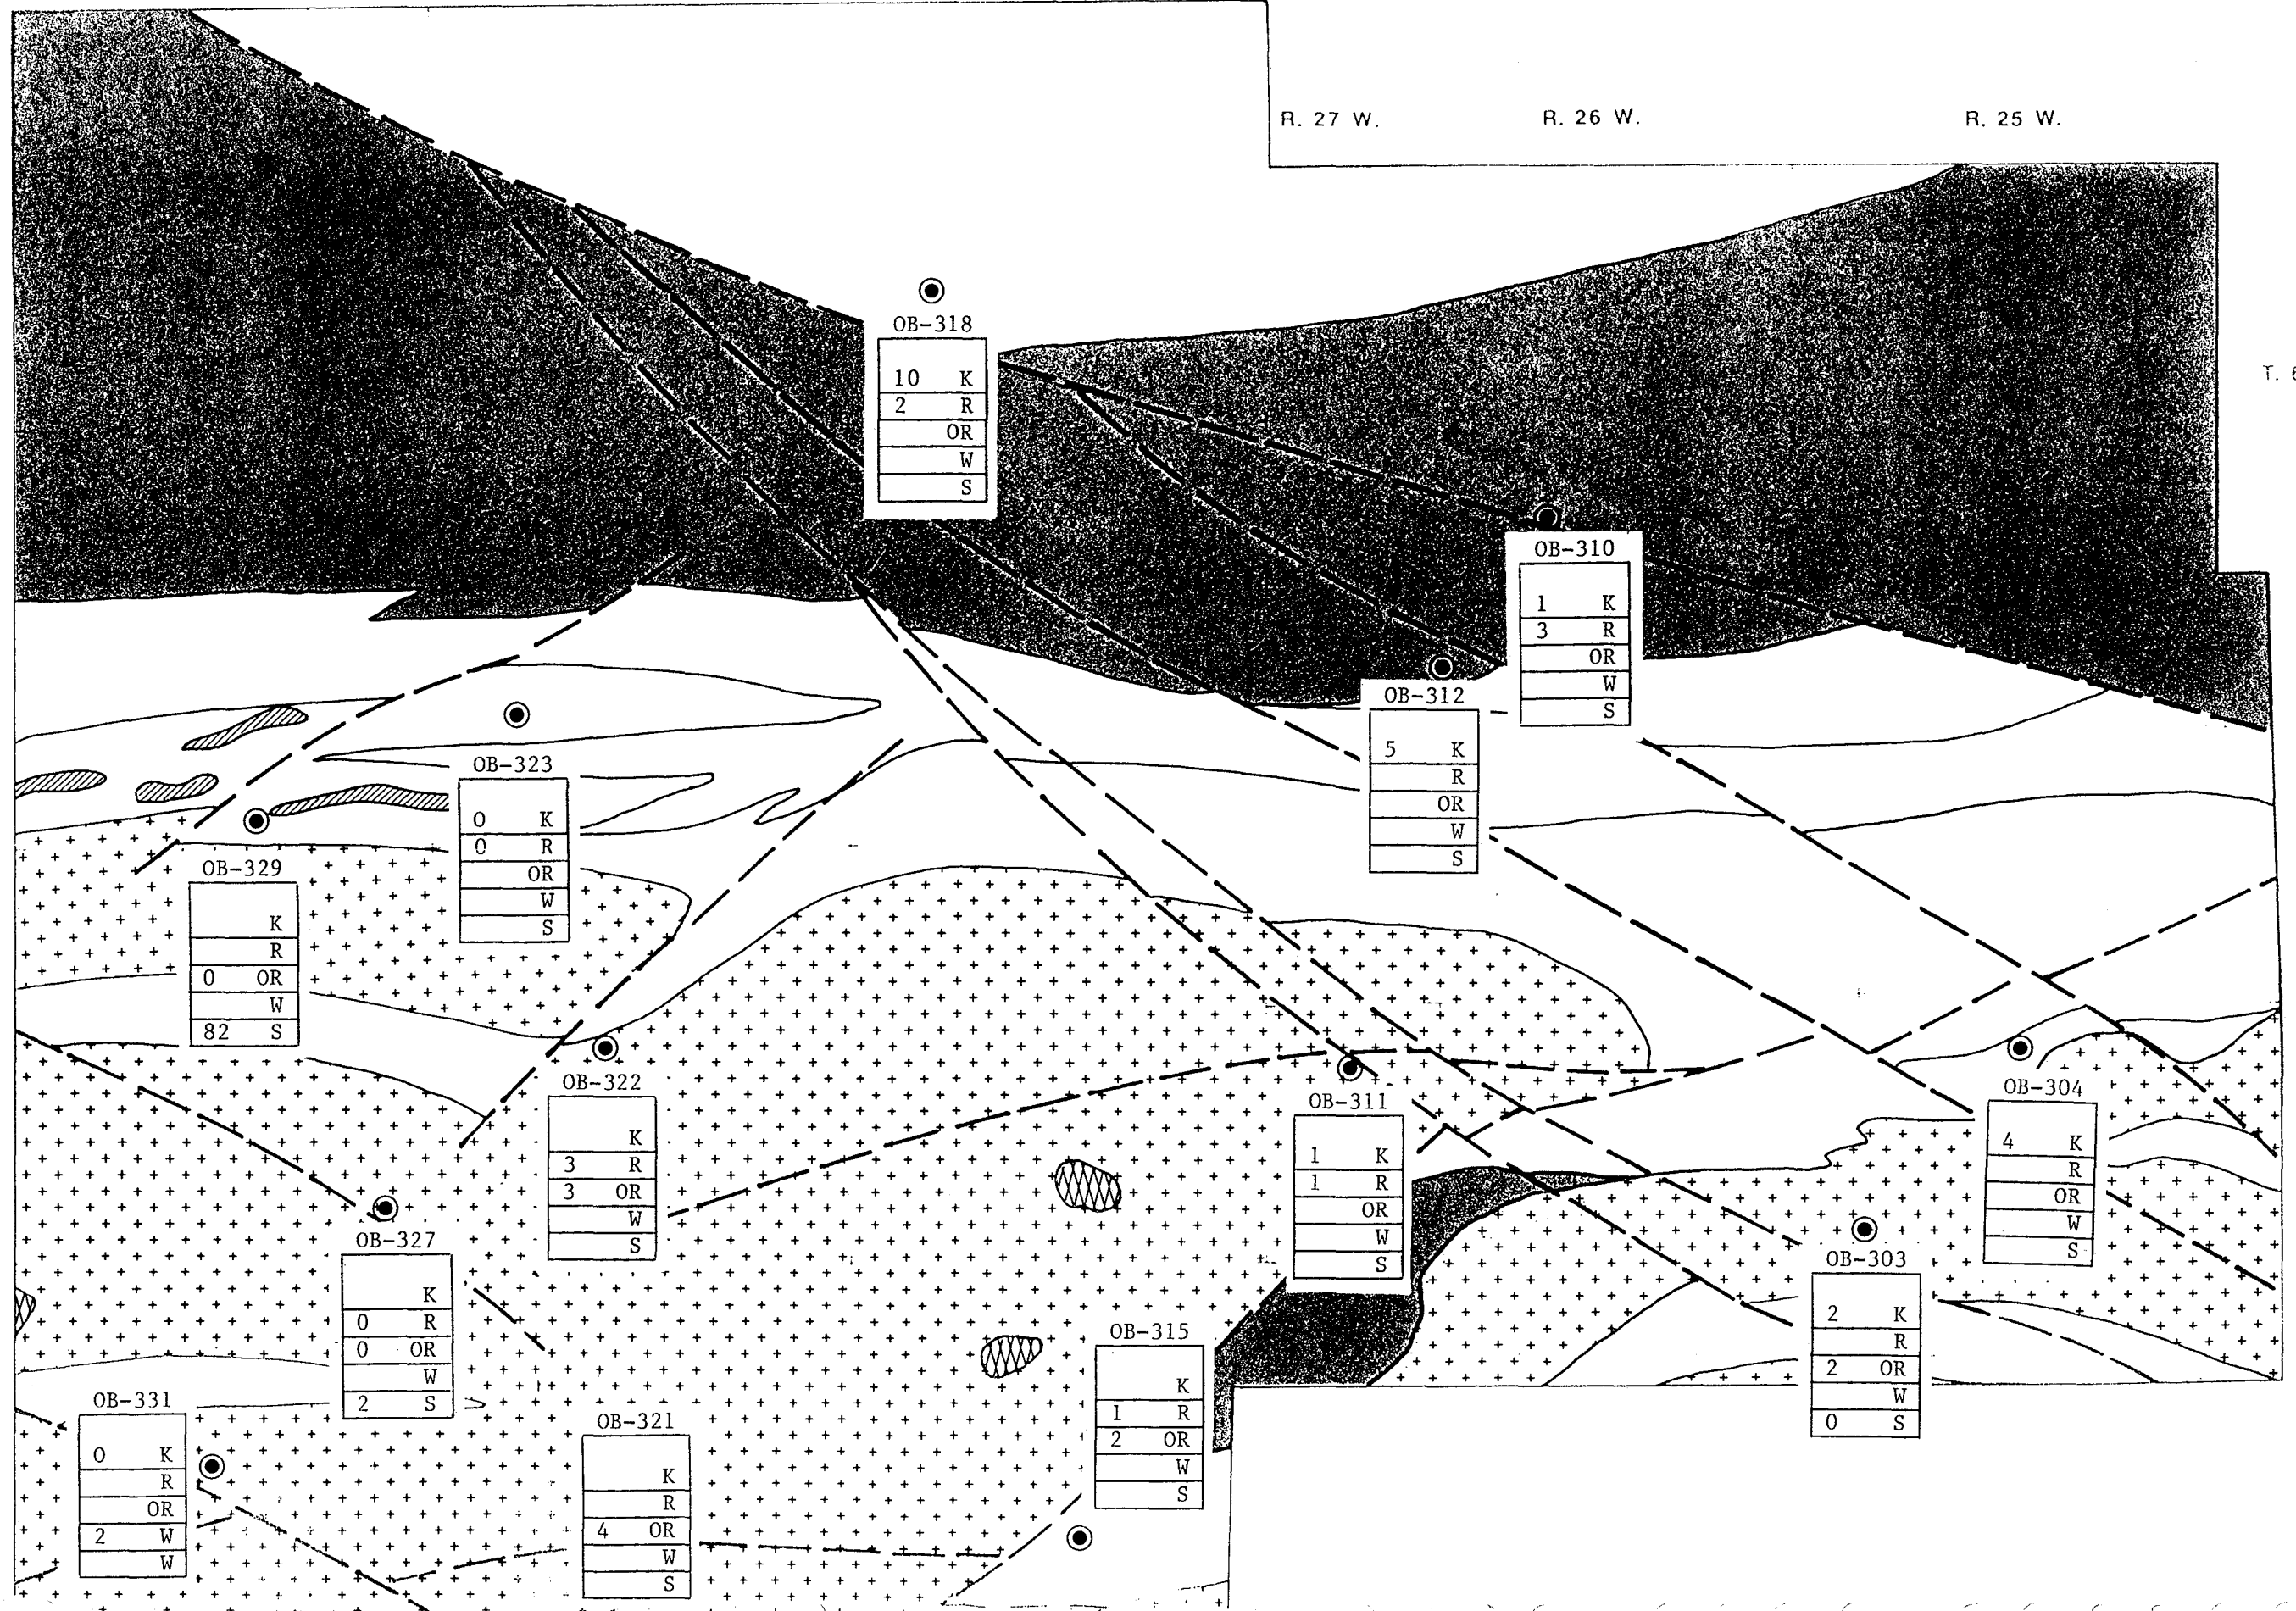 R. 27 W. R. 26 W. R. 25 W.
T. 6
OB-318
10 K
2 R
OR
W
S
OB-310
1 K
3 R
OR
W
S
OB-312
5 K
R
OR
W
S
OB-323
0 K
0 R
OR
W
S
OB-329
K
R
0 OR
W
82 S
OB-322
K
3 R
3 OR
W
S
OB-311
1 K
1 R
OR
W
S
OB-304
4 K
R
OR
W
S
OB-327
K
0 R
0 OR
W
2 S
OB-303
2 K
R
2 OR
W
0 S
OB-315
K
1 R
2 OR
W
S
OB-331
0 K
R
OR
2 W
W
OB-321
K
R
4 OR
W
S